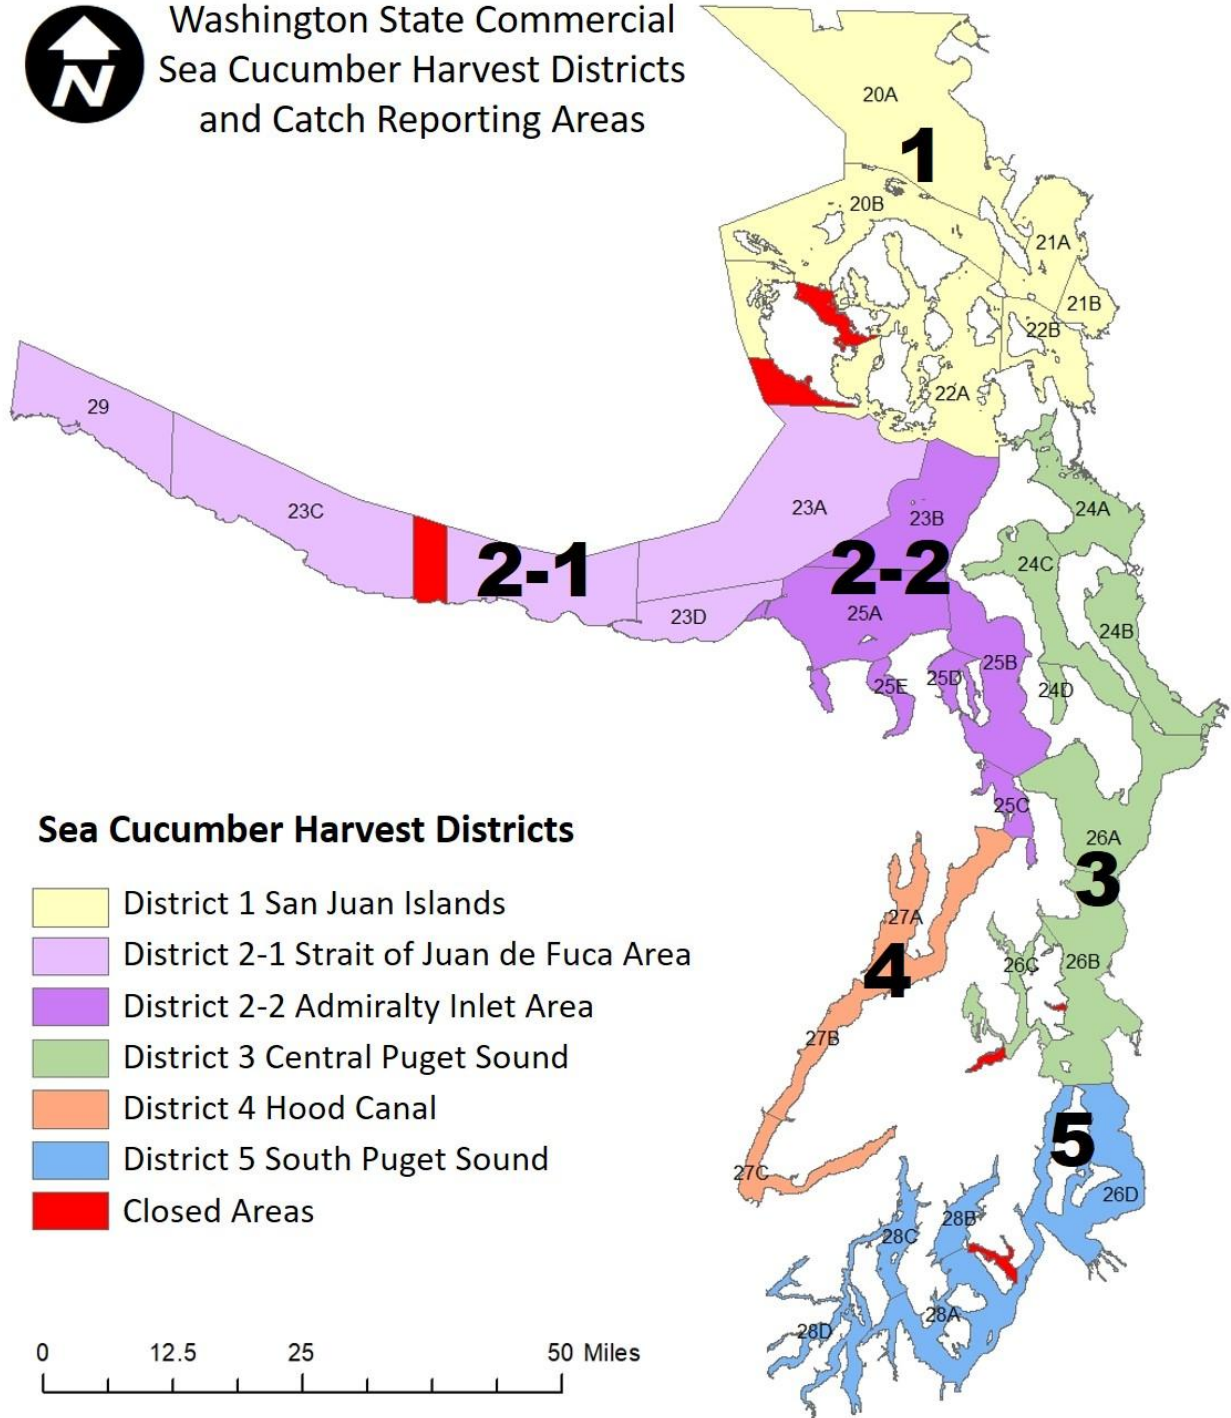 N
Washington State Commercial
Sea Cucumber Harvest Districts
and Catch Reporting Areas
20A
1
20B
21A
21B
22B
22A
29
23C
2-1
23A
23B
2-2
23D
25A
24A
24C
24B
25B
25D
25E
24D
25C
26A
3
27A
4
26C
26B
27B
27C
5
26D
28B
28C
28A
28D
Sea Cucumber Harvest Districts
District 1 San Juan Islands
District 2-1 Strait of Juan de Fuca Area
District 2-2 Admiralty Inlet Area
District 3 Central Puget Sound
District 4 Hood Canal
District 5 South Puget Sound
Closed Areas
0 12.5 25 50 Miles